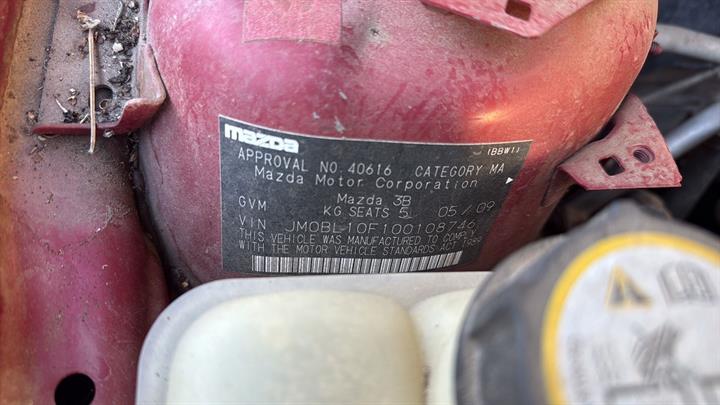 mazda
(BBW1)
APPROVAL NO.40616 CATEGORY MA
Mazda Motor Corporation
Mazda 3B
GVM KG SEATS 5 05/09
VIN JM0BL10F100108746
THIS VEHICLE WAS MANUFACTURED TO COMPLY
WITH THE MOTOR VEHICLE STANDARDS ACT 1989